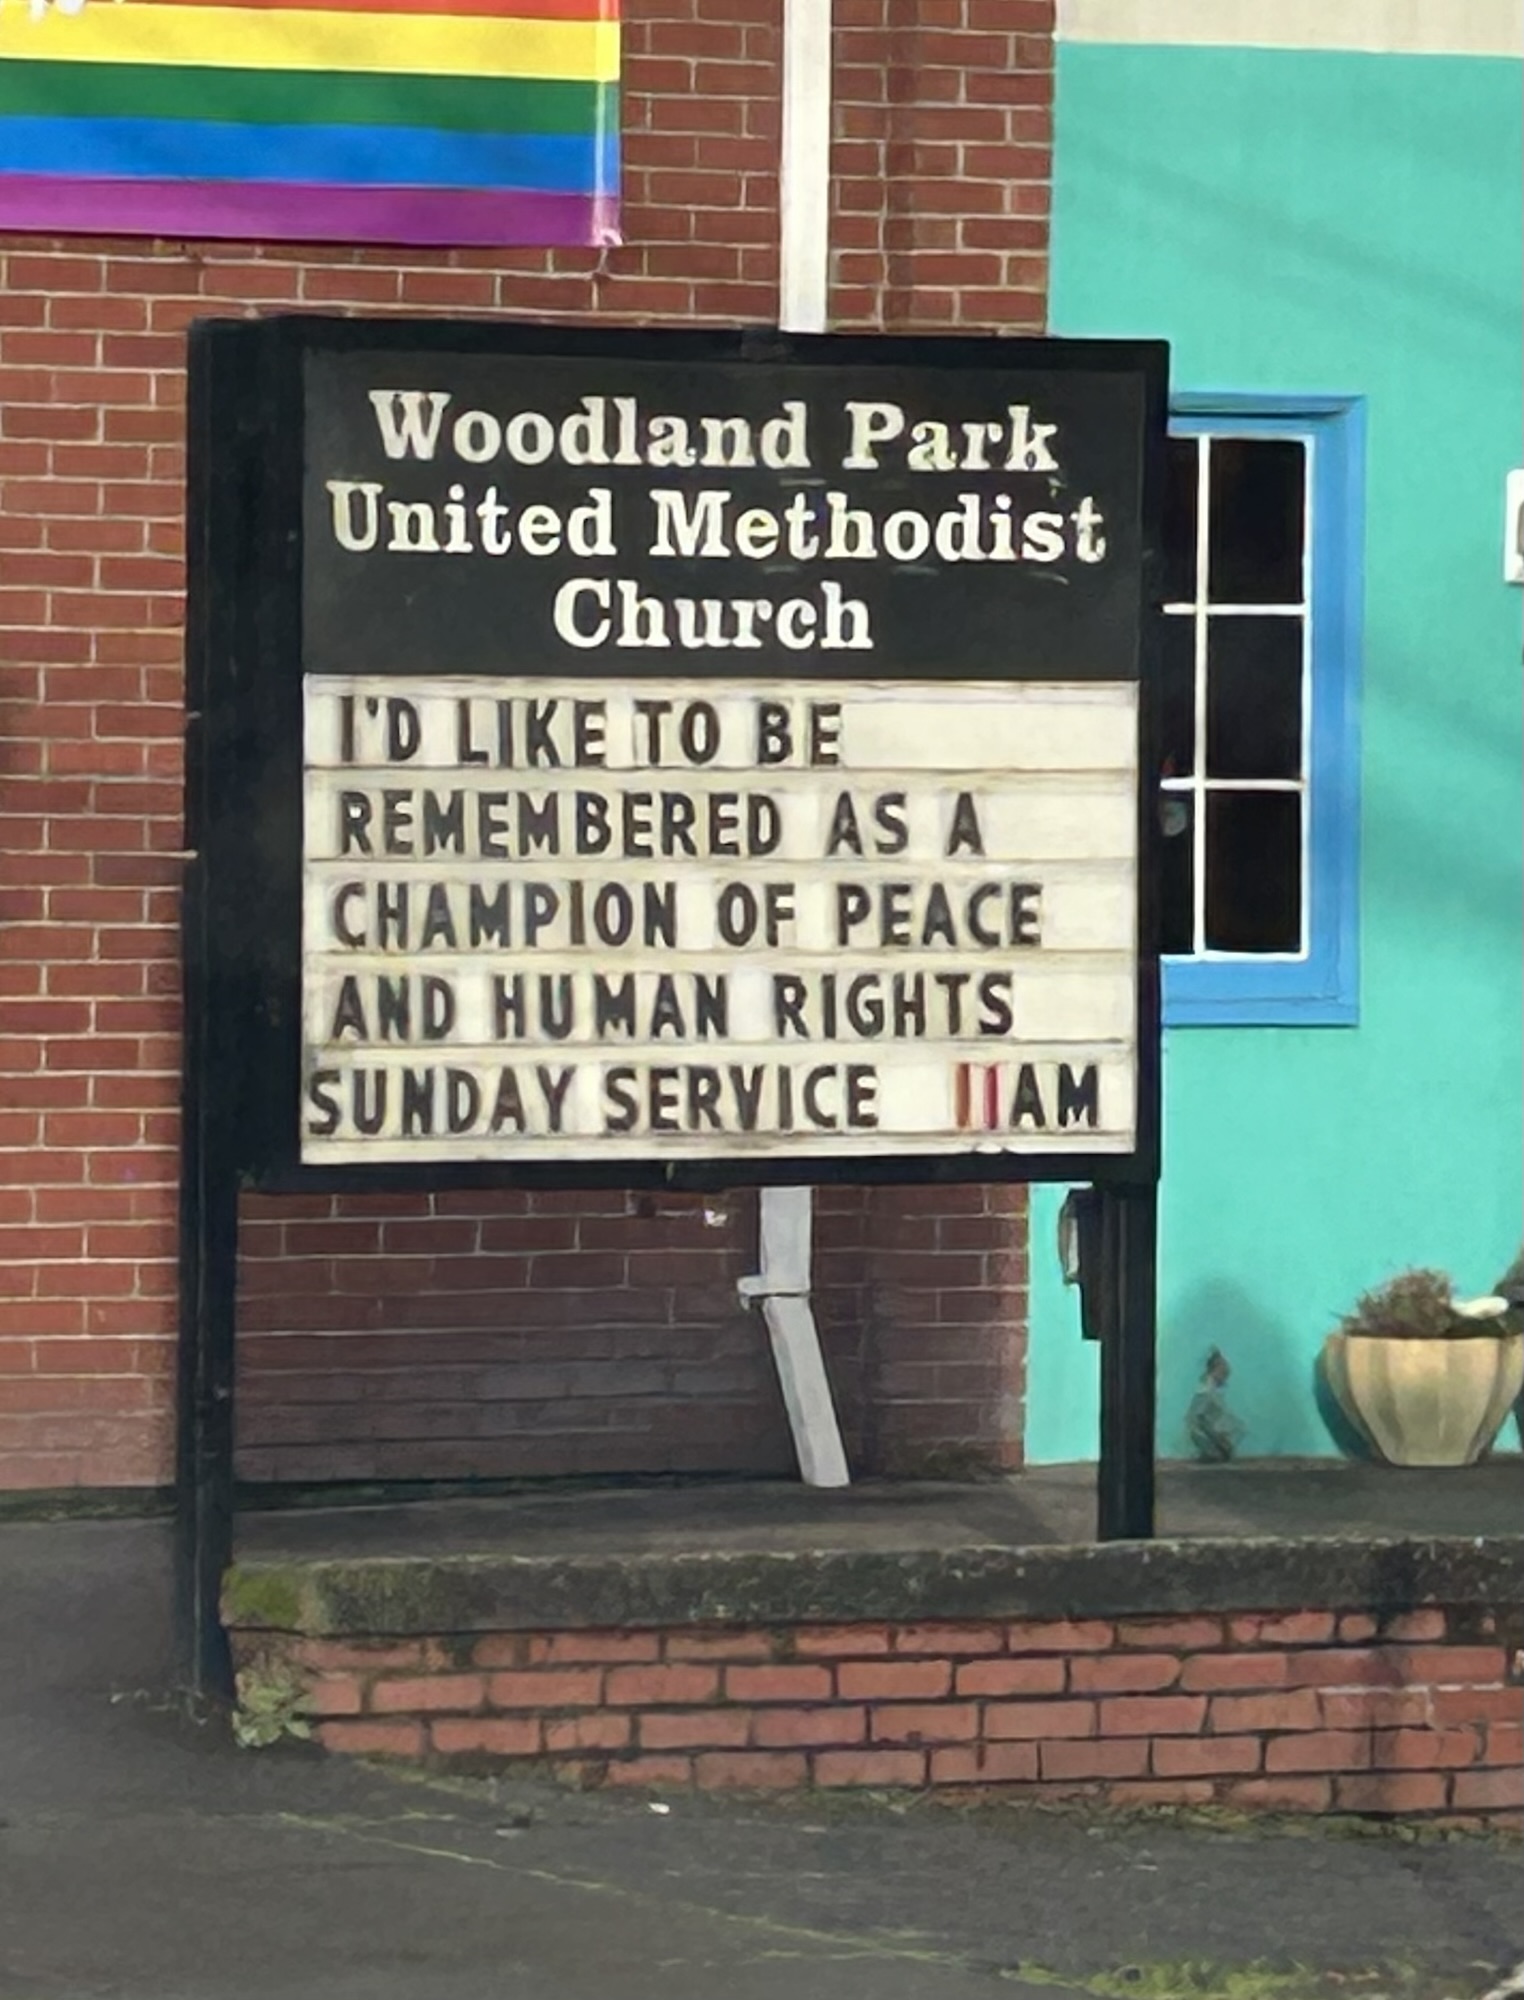 Woodland Park
United Methodist
Church
I'D LIKE TO BE
REMEMBERED AS A
CHAMPION OF PEACE
AND HUMAN RIGHTS
SUNDAY SERVICE 11AM